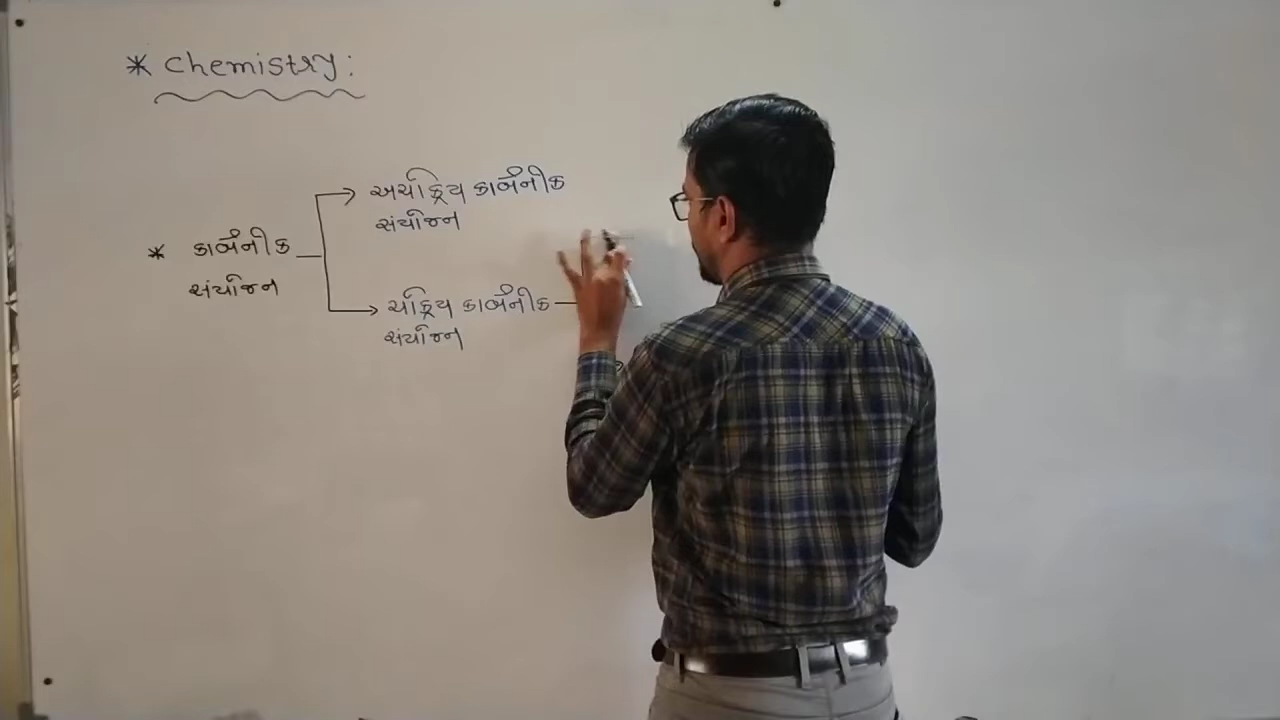 * Chemistry:
અચક્રિય કાર્બનીક
સંયોજન
* કાર્બનીક
સંયોજન
ચક્રિય કાર્બનીક
સંયોજન